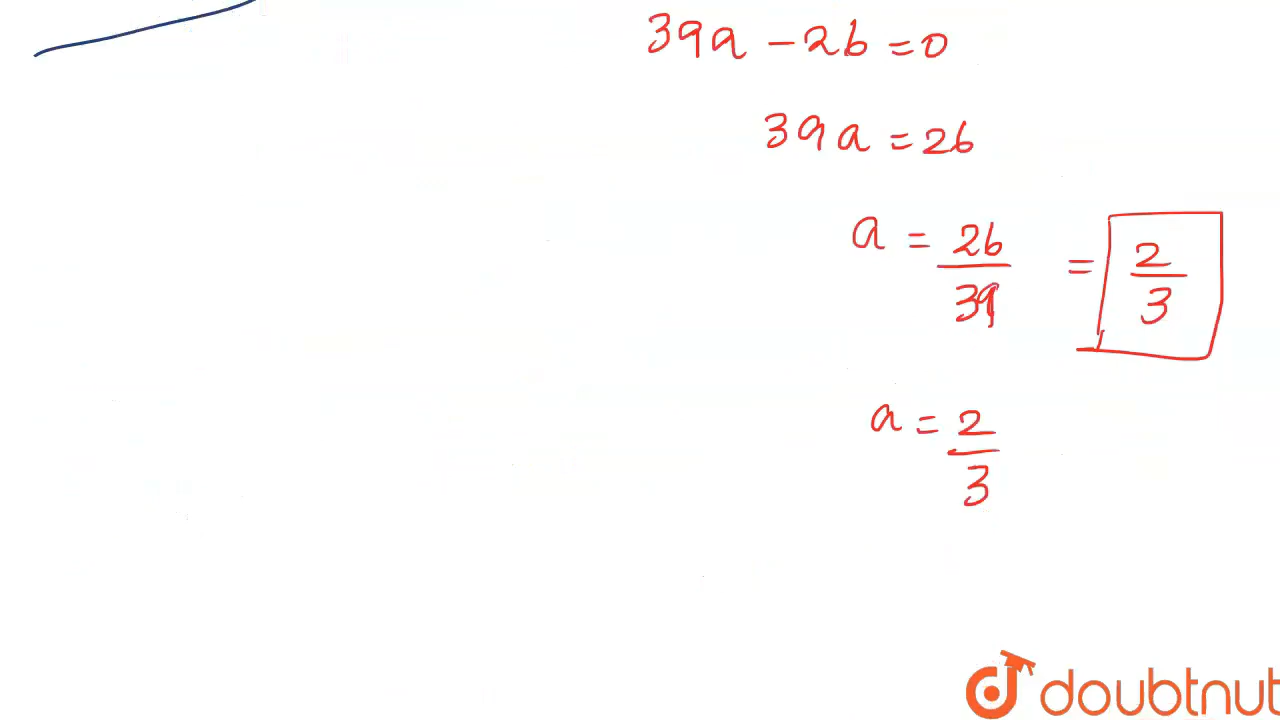 39a - 26 = 0
39a = 26
a = 26/39 = 2/3
a = 2/3
doubtnut